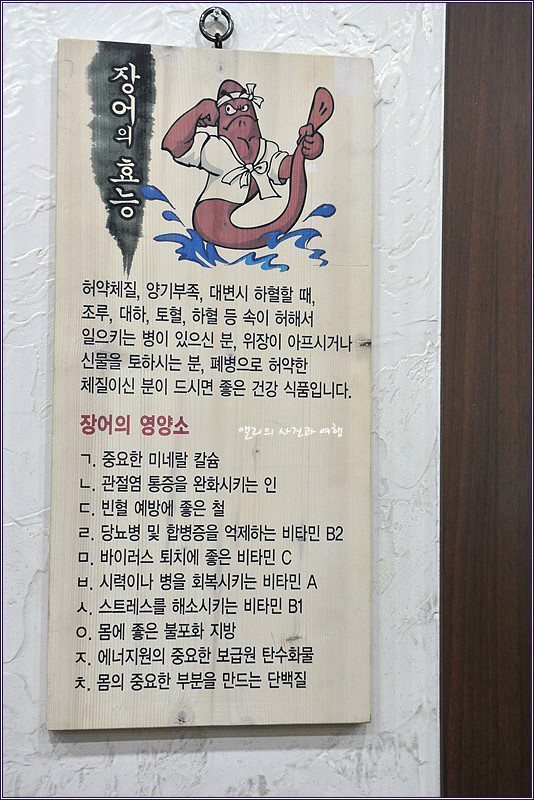 장어의 효능
허약체질, 양기부족, 대변시 하혈할 때,
조루, 대하, 토혈, 하혈 등 속이 허해서
일으키는 병이 있으신 분, 위장이 아프시거나
신물을 토하시는 분, 폐병으로 허약한
체질이신 분이 드시면 좋은 건강 식품입니다.
장어의 영양소
앨리의 사진과 여행
ㄱ. 중요한 미네랄 칼슘
ㄴ. 관절염 통증을 완화시키는 인
ㄷ. 빈혈 예방에 좋은 철
ㄹ. 당뇨병 및 합병증을 억제하는 비타민 B2
ㅁ. 바이러스 퇴치에 좋은 비타민 C
ㅂ. 시력이나 병을 회복시키는 비타민 A
ㅅ. 스트레스를 해소시키는 비타민 B1
ㅇ. 몸에 좋은 불포화 지방
ㅈ. 에너지원의 중요한 보급원 탄수화물
ㅊ. 몸의 중요한 부분을 만드는 단백질